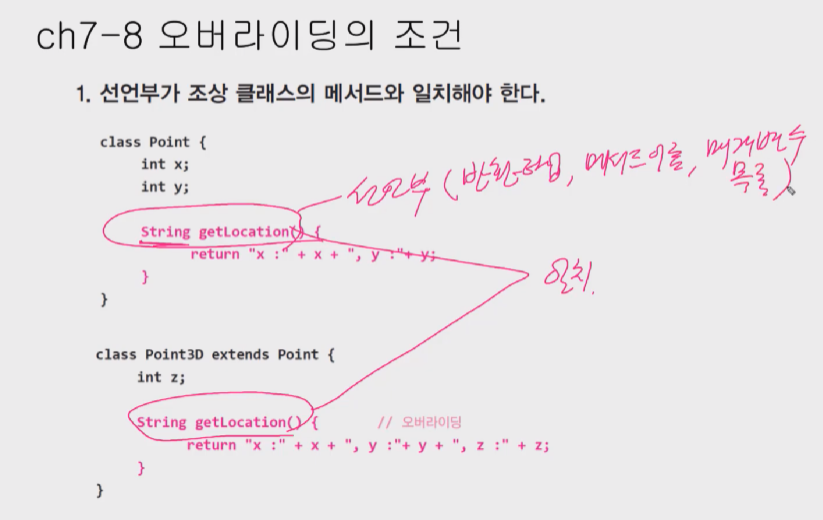 ch7-8 오버라이딩의 조건
1. 선언부가 조상 클래스의 메서드와 일치해야 한다.
class Point {
int x;
int y;
선언부 (반환타입, 메서드이름, 매개변수
목록)
String getLocation() {
return "x :" + x + ", y :"+ y;
}
}
일치.
class Point3D extends Point {
int z;
String getLocation() { // 오버라이딩
return "x :" + x + ", y :"+ y + ", z :" + z;
}
}